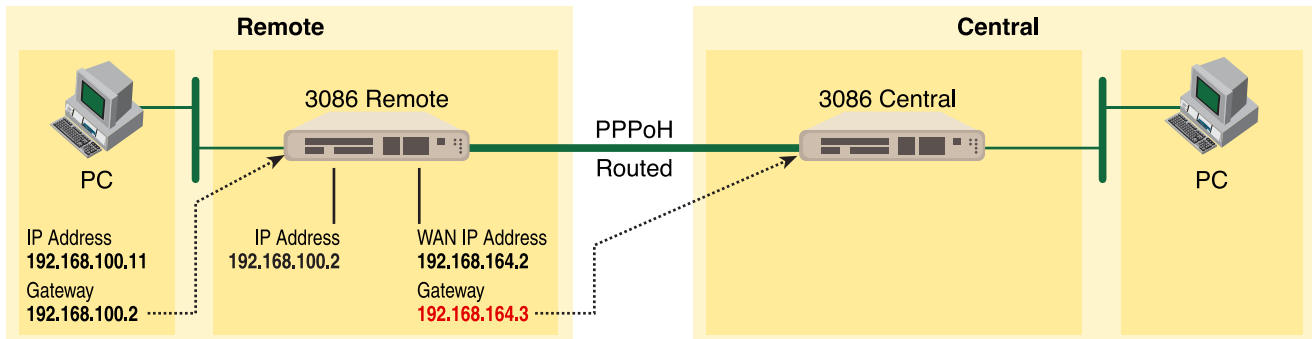 Remote
Central
3086 Remote
3086 Central
PPPoH
Routed
PC
PC
IP Address
192.168.100.11
Gateway
192.168.100.2
IP Address
192.168.100.2
WAN IP Address
192.168.164.2
Gateway
192.168.164.3